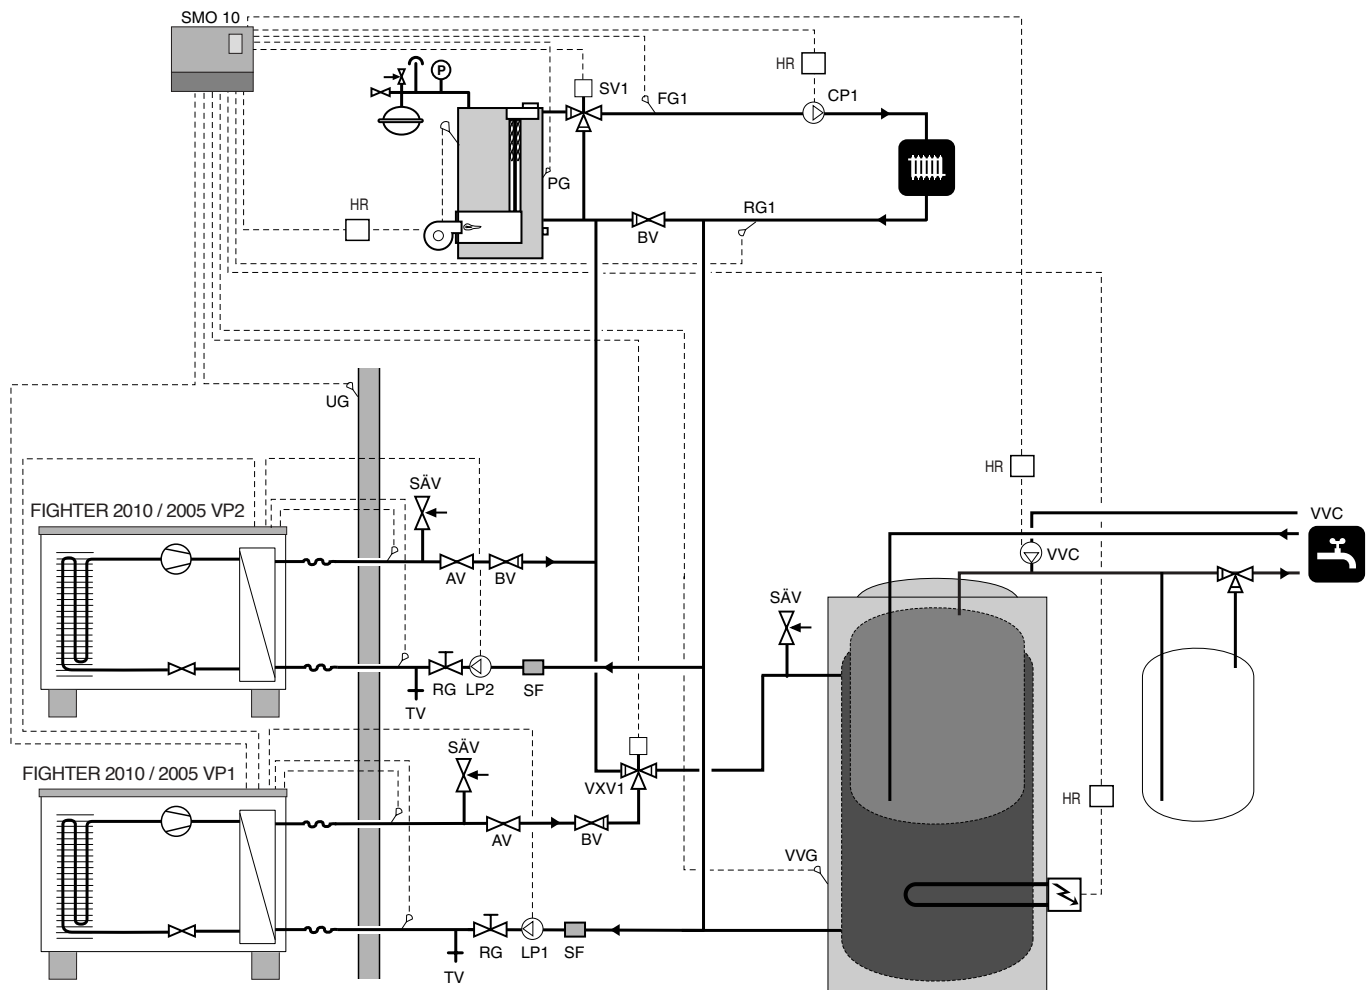 SMO 10
P
HR
SV1
FG1
CP1
PG
HR
RG1
BV
UG
SÄV
HR
FIGHTER 2010 / 2005 VP2
VVC
AV
BV
VVC
SÄV
RG
LP2
SF
TV
SÄV
FIGHTER 2010 / 2005 VP1
VXV1
HR
AV
BV
VVG
RG
LP1
SF
TV